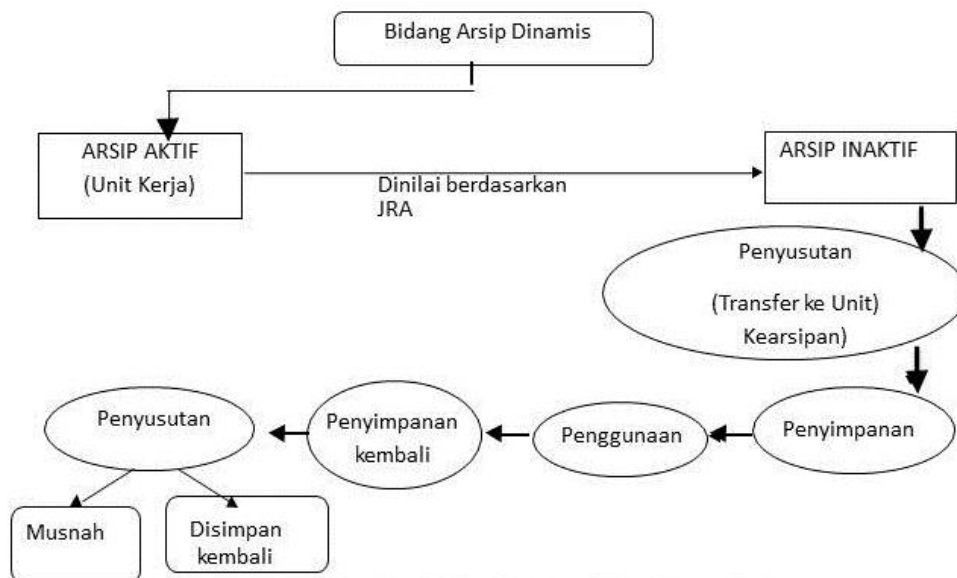 Bidang Arsip Dinamis
ARSIP AKTIF
(Unit Kerja)
Dinilai berdasarkan
JRA
ARSIP INAKTIF
Penyusutan
(Transfer ke Unit)
Kearsipan)
Penyimpanan
Penggunaan
Penyimpanan
kembali
Penyusutan
Musnah
Disimpan
kembali